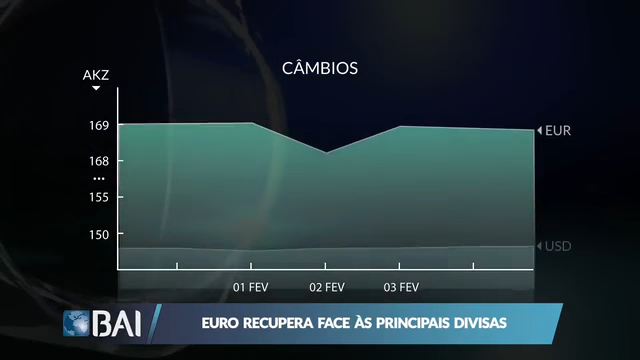 CÂMBIOS
AKZ
169
168
...
155
150
EUR
USD
01 FEV 02 FEV 03 FEV
BAI
EURO RECUPERA FACE ÀS PRINCIPAIS DIVISAS